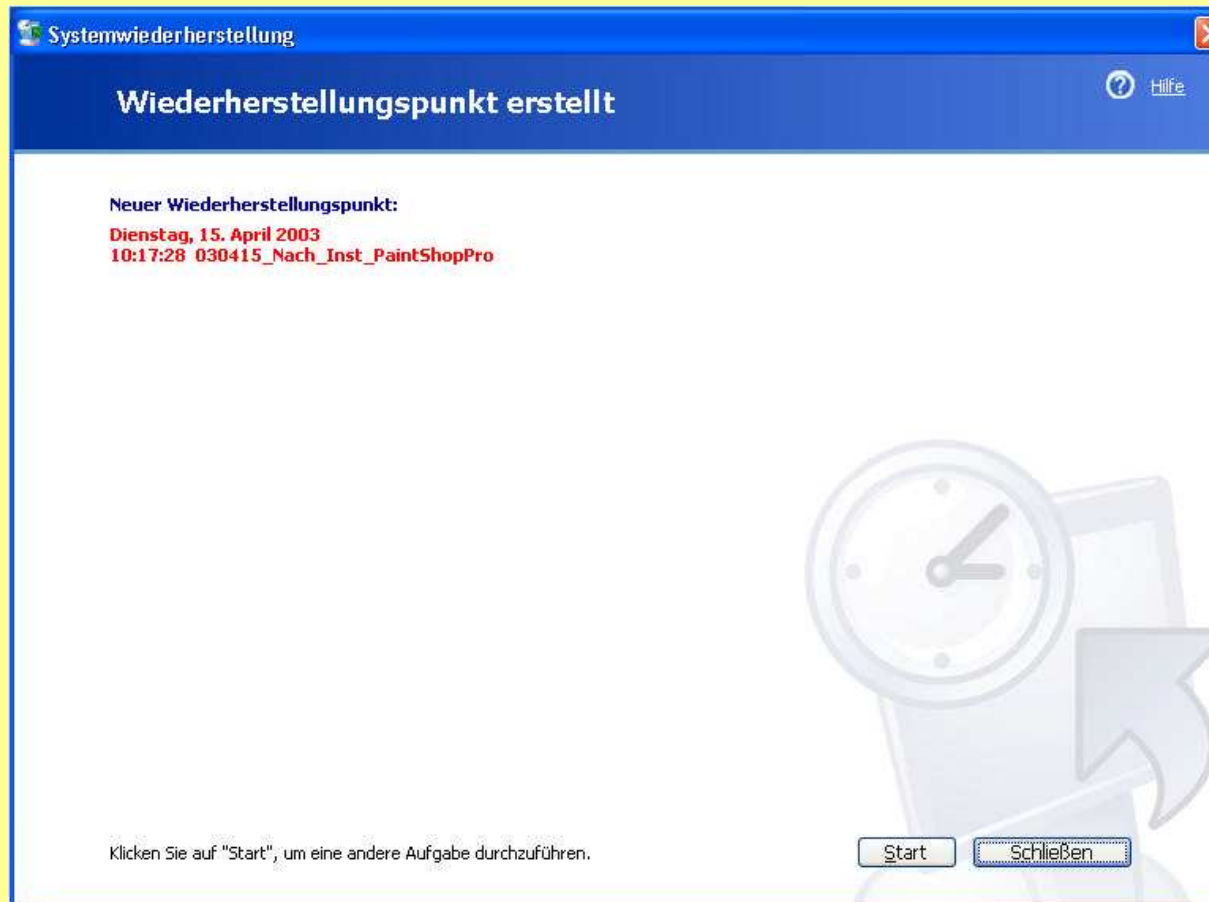 Systemwiederherstellung
Wiederherstellungspunkt erstellt
Hilfe
Neuer Wiederherstellungspunkt:
Dienstag, 15. April 2003
10:17:28 030415_Nach_Inst_PaintShopPro
Klicken Sie auf "Start", um eine andere Aufgabe durchzuführen.
Start
Schließen